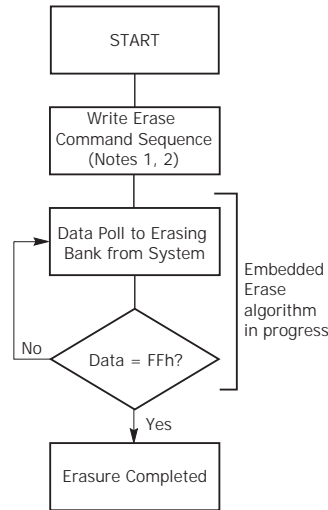 START
Write Erase
Command Sequence
(Notes 1, 2)
Data Poll to Erasing
Bank from System
Embedded
Erase
algorithm
in progress
No
Data = FFh?
Yes
Erasure Completed